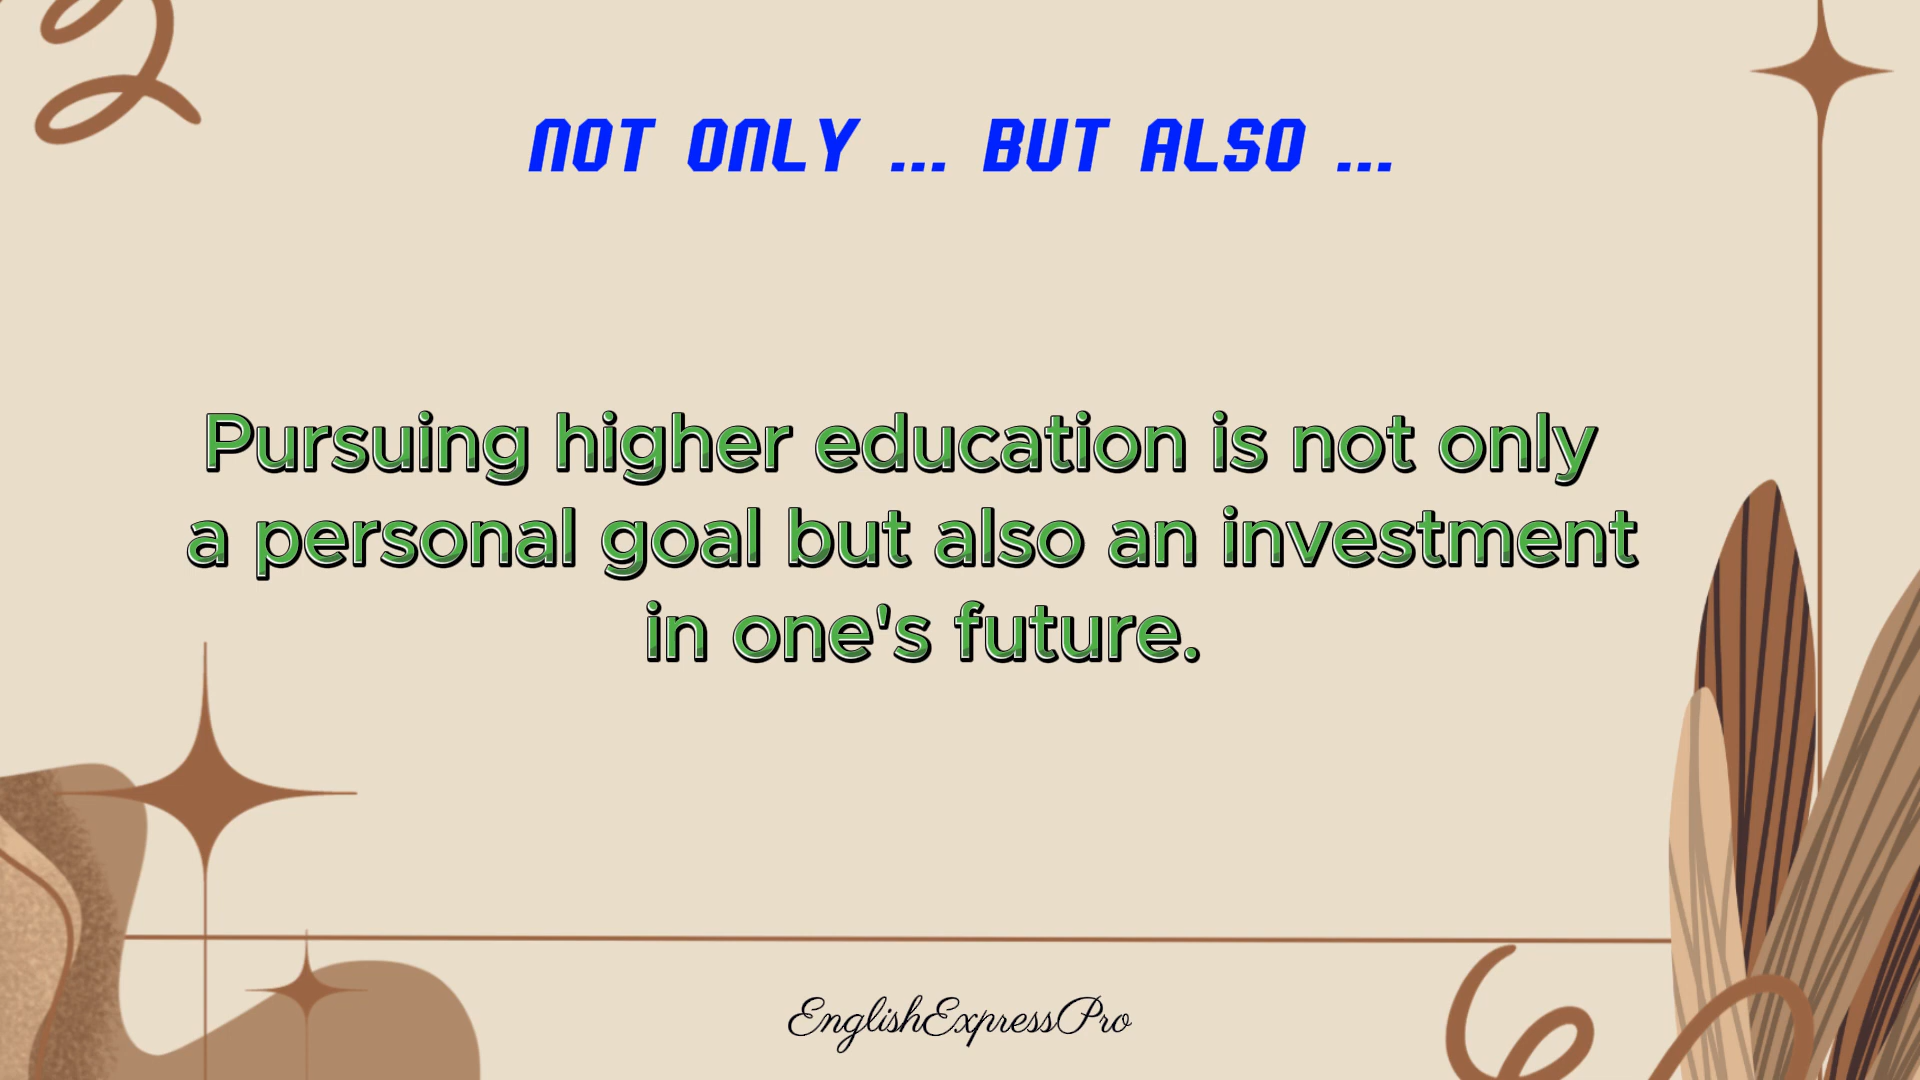 NOT ONLY ... BUT ALSO ...
Pursuing higher education is not only
a personal goal but also an investment
in one's future.
EnglishExpressPro